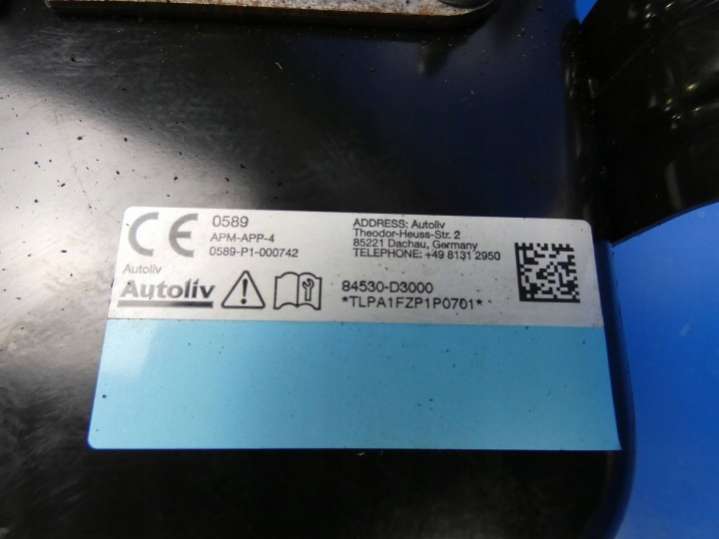 CE 0589
APM-APP-4
0589-P1-000742
Autoliv
Autoliv
ADDRESS: Autoliv
Theodor-Heuss-Str. 2
85221 Dachau, Germany
TELEPHONE: +49 8131 2950
84530-D3000
*TLPA1FZP1P0701*